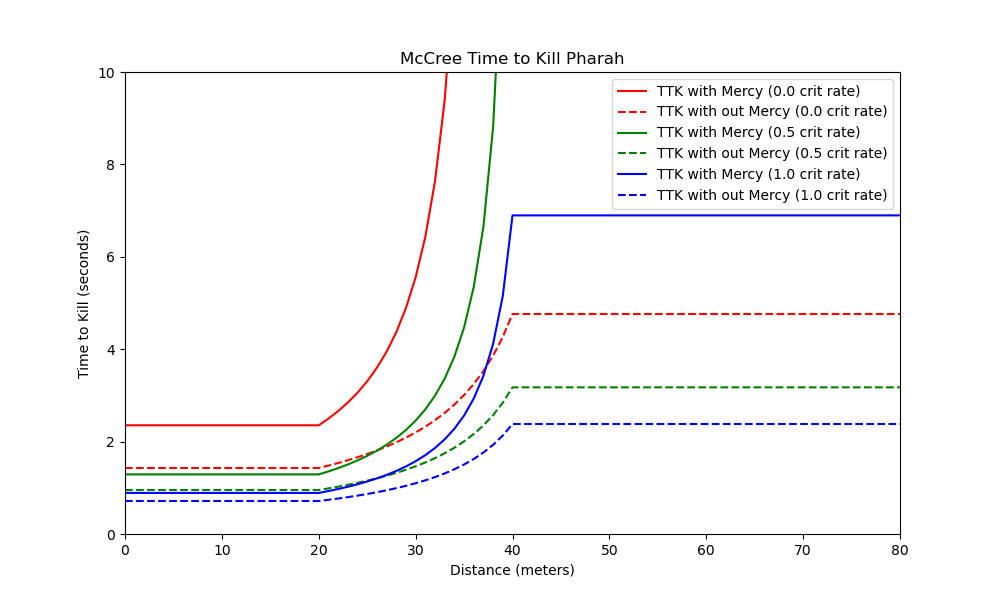 McCree Time to Kill Pharah
TTK with Mercy (0.0 crit rate)
TTK with out Mercy (0.0 crit rate)
TTK with Mercy (0.5 crit rate)
TTK with out Mercy (0.5 crit rate)
TTK with Mercy (1.0 crit rate)
TTK with out Mercy (1.0 crit rate)
Time to Kill (seconds)
10
8
6
4
2
0
0 10 20 30 40 50 60 70 80
Distance (meters)